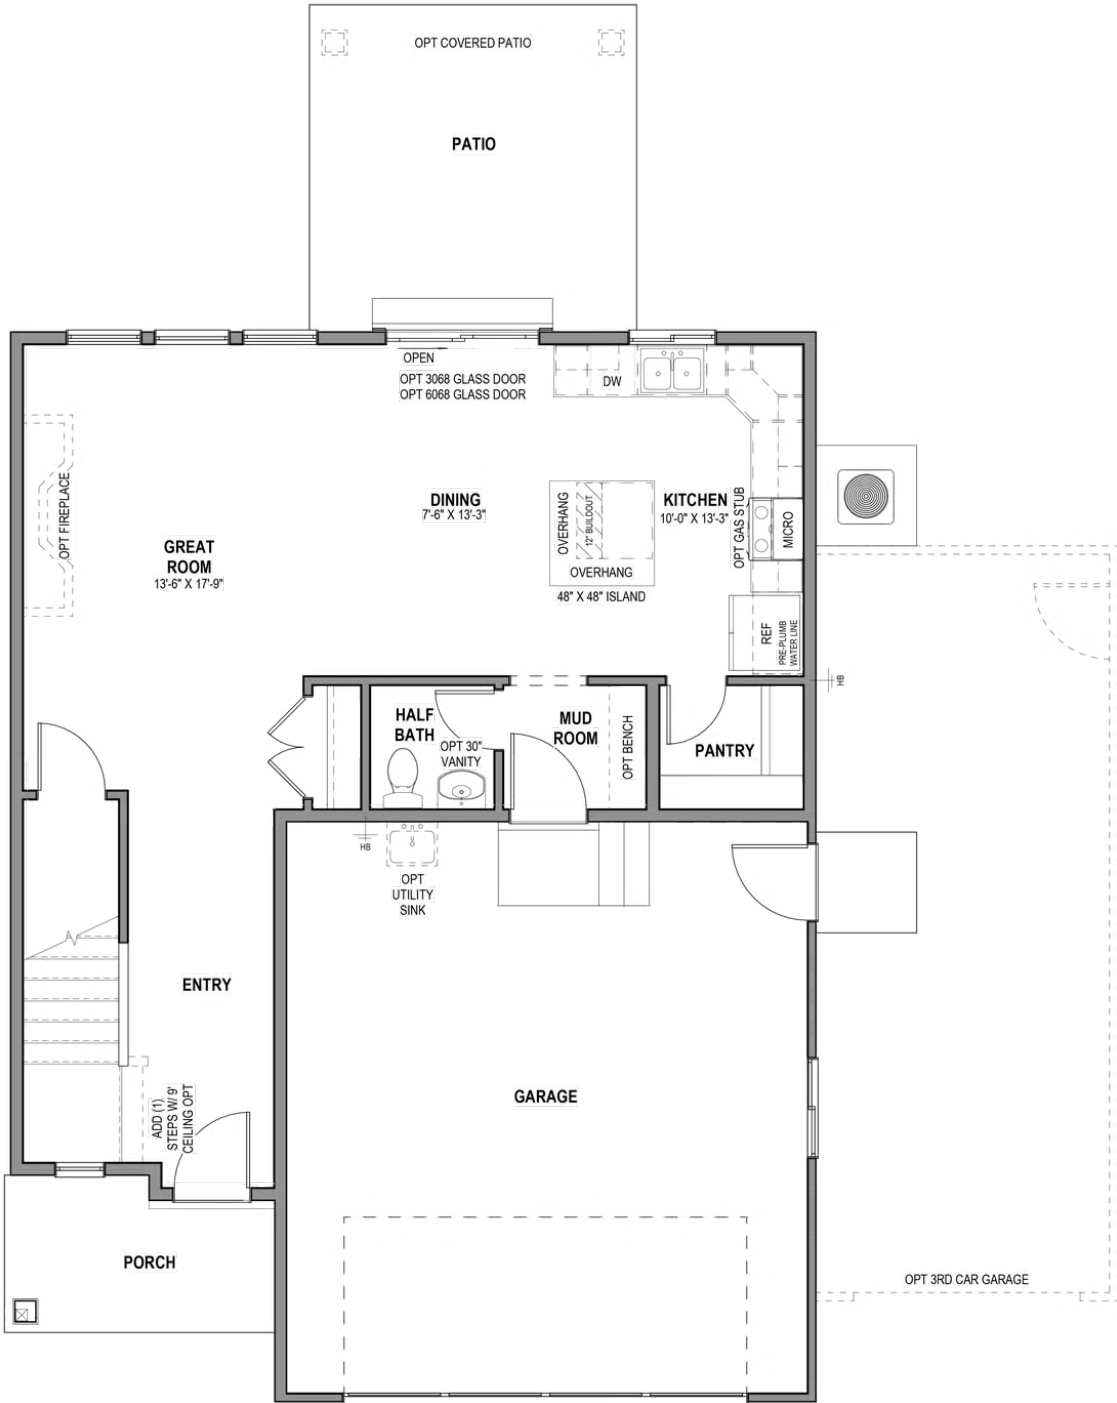 OPT COVERED PATIO
PATIO
OPEN
OPT 3068 GLASS DOOR
OPT 6068 GLASS DOOR
DW
OPT FIREPLACE
GREAT
ROOM
13'-6" X 17'-9"
DINING
7'-6" X 13'-3"
OVERHANG
12" BUILDOUT
OVERHANG
48" X 48" ISLAND
KITCHEN
10'-0" X 13'-3"
OPT GAS STUB
MICRO
REF
PRE-PLUMB
WATER LINE
HB
HALF
BATH
OPT 30"
VANITY
MUD
ROOM
OPT BENCH
PANTRY
HB
OPT
UTILITY
SINK
ENTRY
ADD (1)
STEPS W/ 9'
CEILING OPT
GARAGE
PORCH
OPT 3RD CAR GARAGE